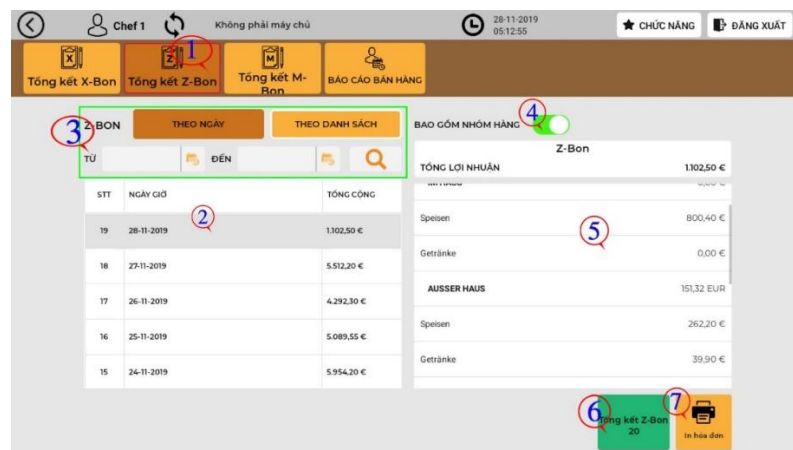 Chef 1
Không phải máy chủ
28-11-2019
05:12:55
CHỨC NĂNG
ĐĂNG XUẤT
X
Z
M
1
Tổng kết X-Bon
Tổng kết Z-Bon
Tổng kết M-
Bon
BÁO CÁO BÁN HÀNG
3
Z-BON
THEO NGÀY
THEO DANH SÁCH
TỪ
ĐẾN
4
BAO GỒM NHÓM HÀNG
Z-Bon
TỔNG LỢI NHUẬN
1.102,50 €
STT
NGÀY GIỜ
TỔNG CỘNG
2
19
28-11-2019
1.102,50 €
18
27-11-2019
5.512,20 €
17
26-11-2019
4.292,30 €
16
25-11-2019
5.089,55 €
15
24-11-2019
5.954,20 €
5
Speisen
800,40 €
Getränke
0,00 €
AUSSER HAUS
151,32 EUR
Speisen
262,20 €
Getränke
39,90 €
6
Tổng kết Z-Bon
20
7
In hóa đơn